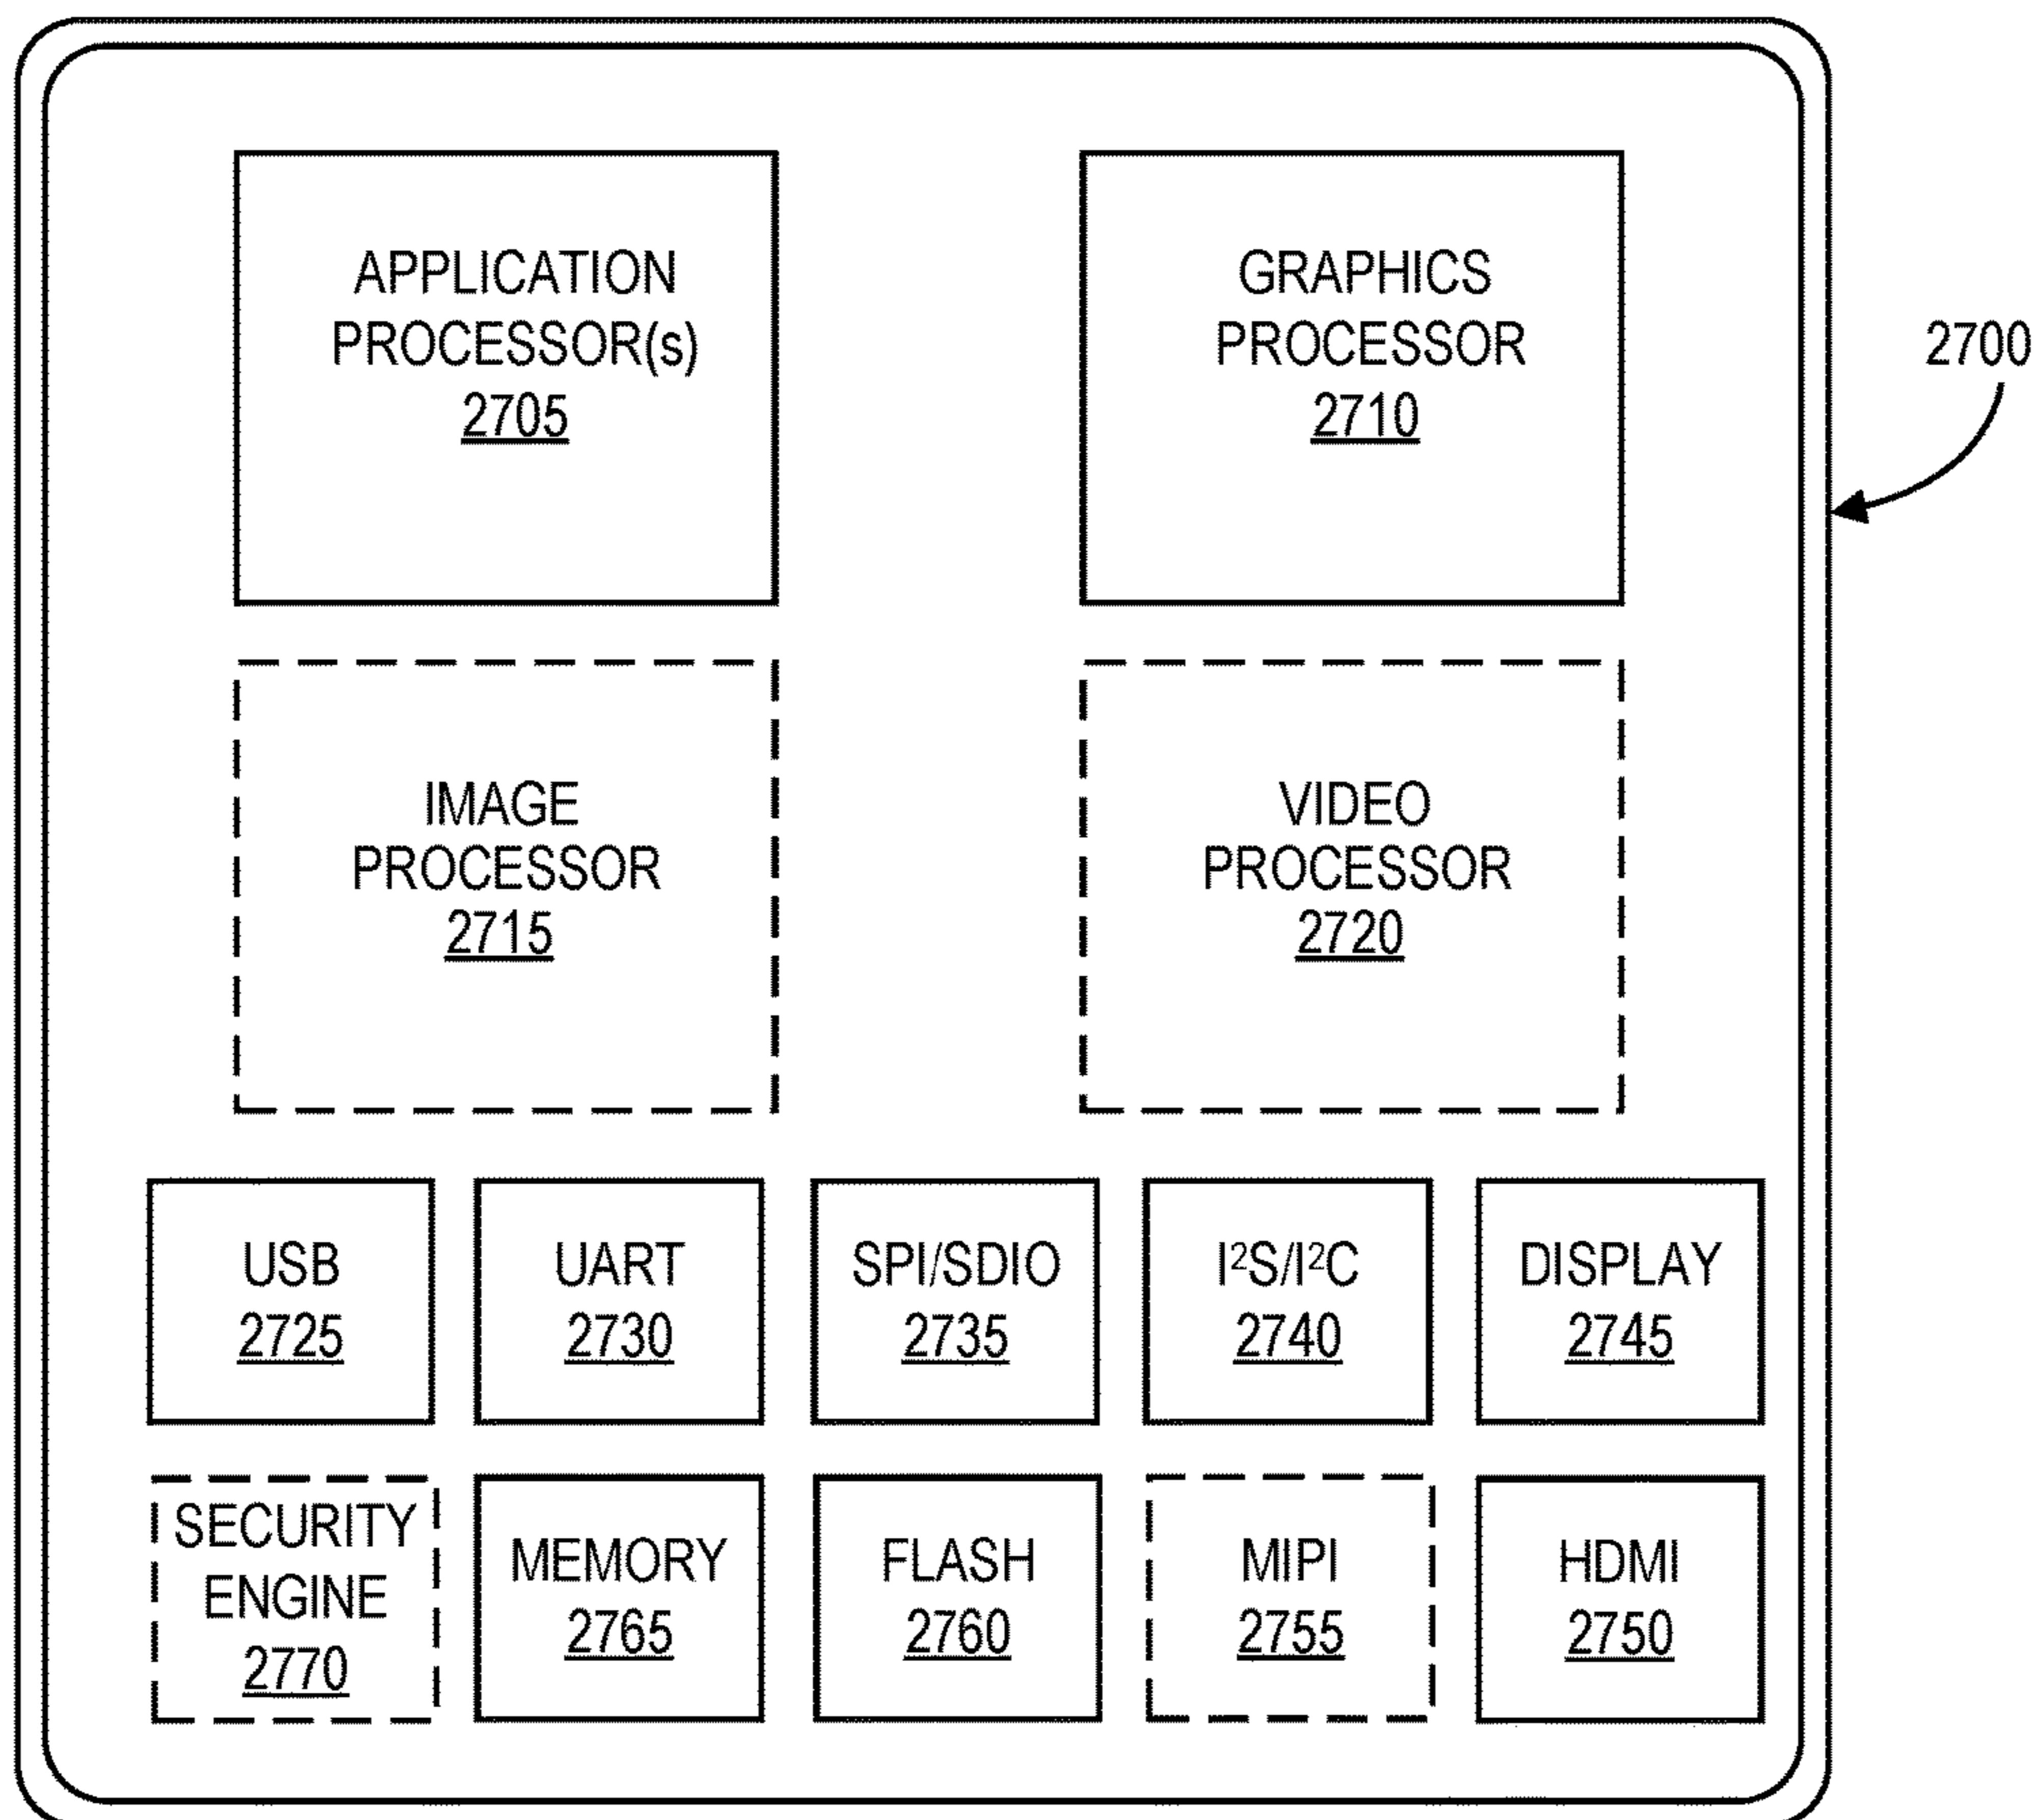 APPLICATION
PROCESSOR(s)
2705
GRAPHICS
PROCESSOR
2710
2700
IMAGE
PROCESSOR
2715
VIDEO
PROCESSOR
2720
USB
2725
UART
2730
SPI/SDIO
2735
I²S/I²C
2740
DISPLAY
2745
SECURITY
ENGINE
2770
MEMORY
2765
FLASH
2760
MIPI
2755
HDMI
2750